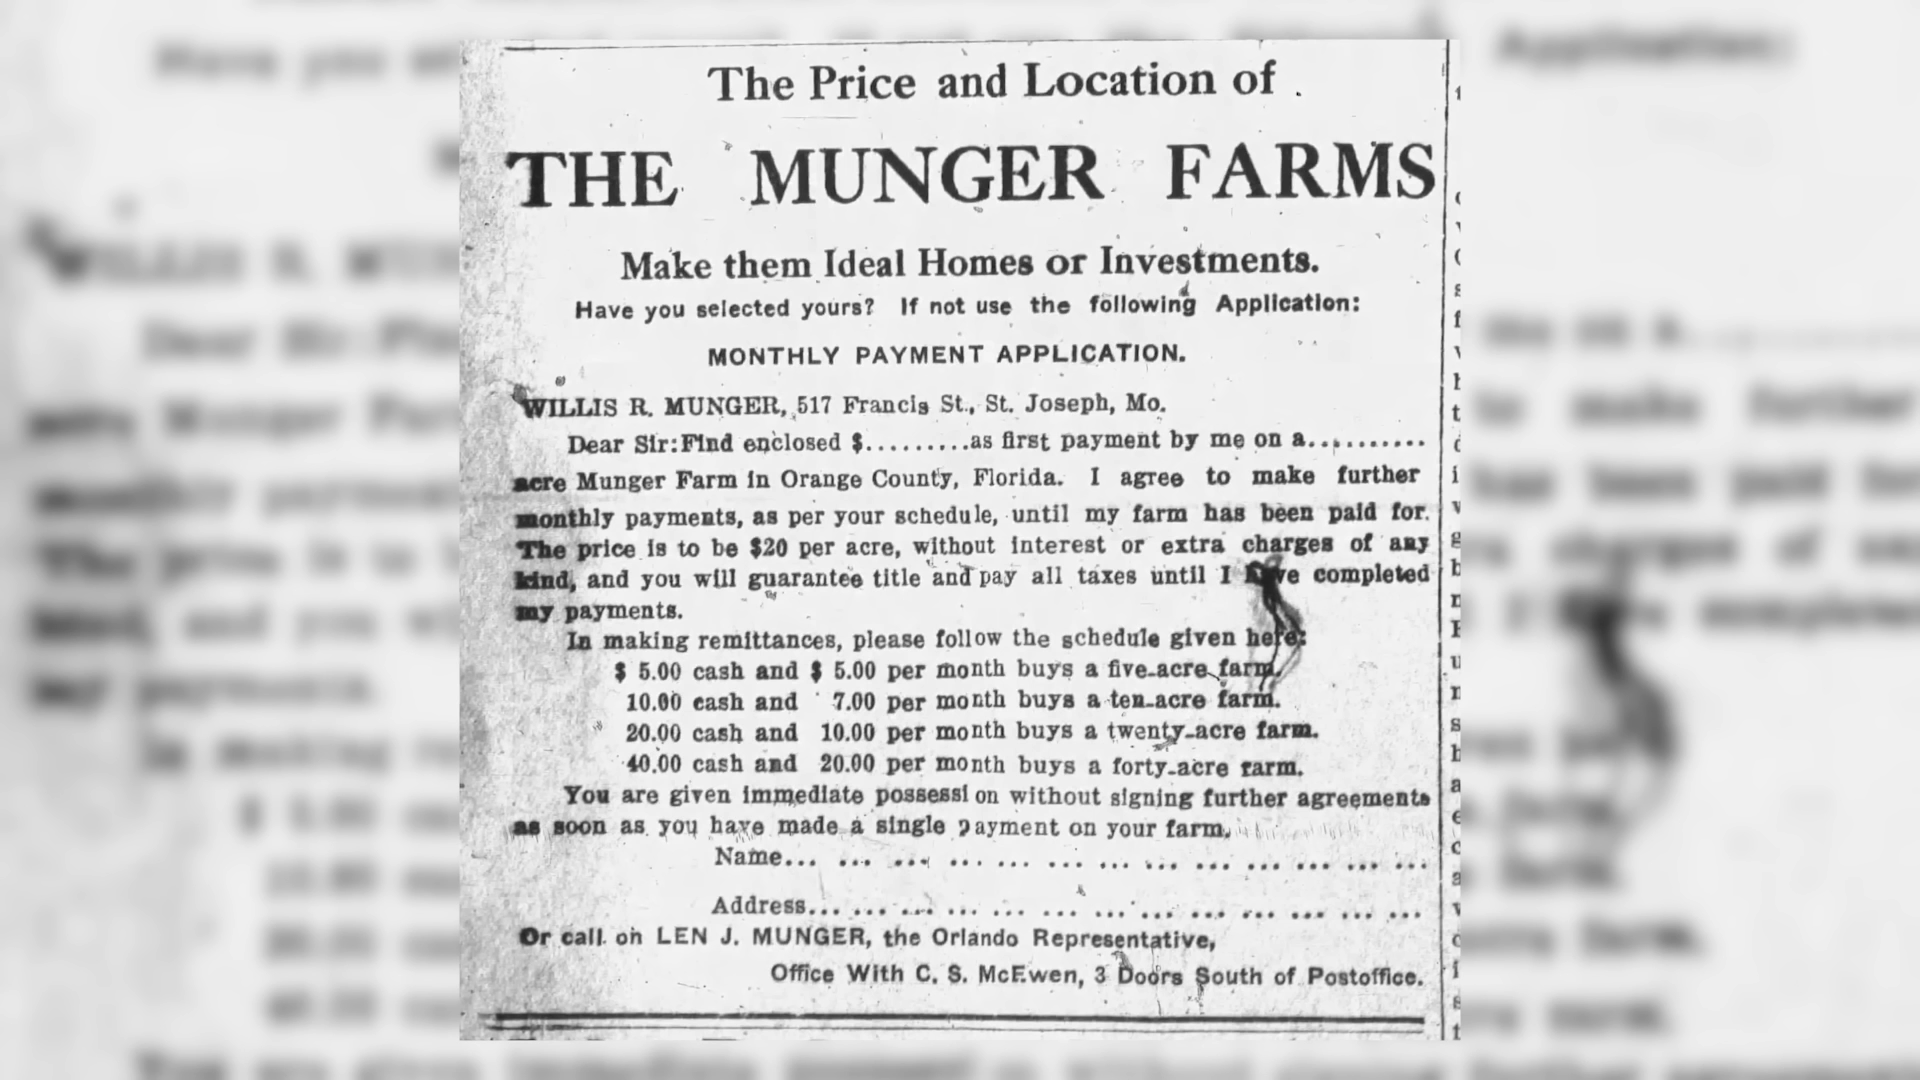 The Price and Location of
THE MUNGER FARMS
Make them Ideal Homes or Investments.
Have you selected yours? If not use the following Application:
MONTHLY PAYMENT APPLICATION.
WILLIS R. MUNGER, 517 Francis St., St. Joseph, Mo.
Dear Sir:Find enclosed $.........as first payment by me on a..........
acre Munger Farm in Orange County, Florida. I agree to make further
monthly payments, as per your schedule, until my farm has been paid for.
The price is to be $20 per acre, without interest or extra charges of any
kind, and you will guarantee title and pay all taxes until I have completed
my payments.
In making remittances, please follow the schedule given here:
$ 5.00 cash and $ 5.00 per month buys a five-acre farm.
10.00 cash and 7.00 per month buys a ten-acre farm.
20.00 cash and 10.00 per month buys a twenty-acre farm.
40.00 cash and 20.00 per month buys a forty-acre farm.
You are given immediate possession without signing further agreements
as soon as you have made a single payment on your farm.
Name... ... ... ... ... ... ... ... ... ... ... ... ...
Address... ... ... ... ... ... ... ... ... ... ... ... ...
Or call on LEN J. MUNGER, the Orlando Representative,
Office With C. S. McEwen, 3 Doors South of Postoffice.